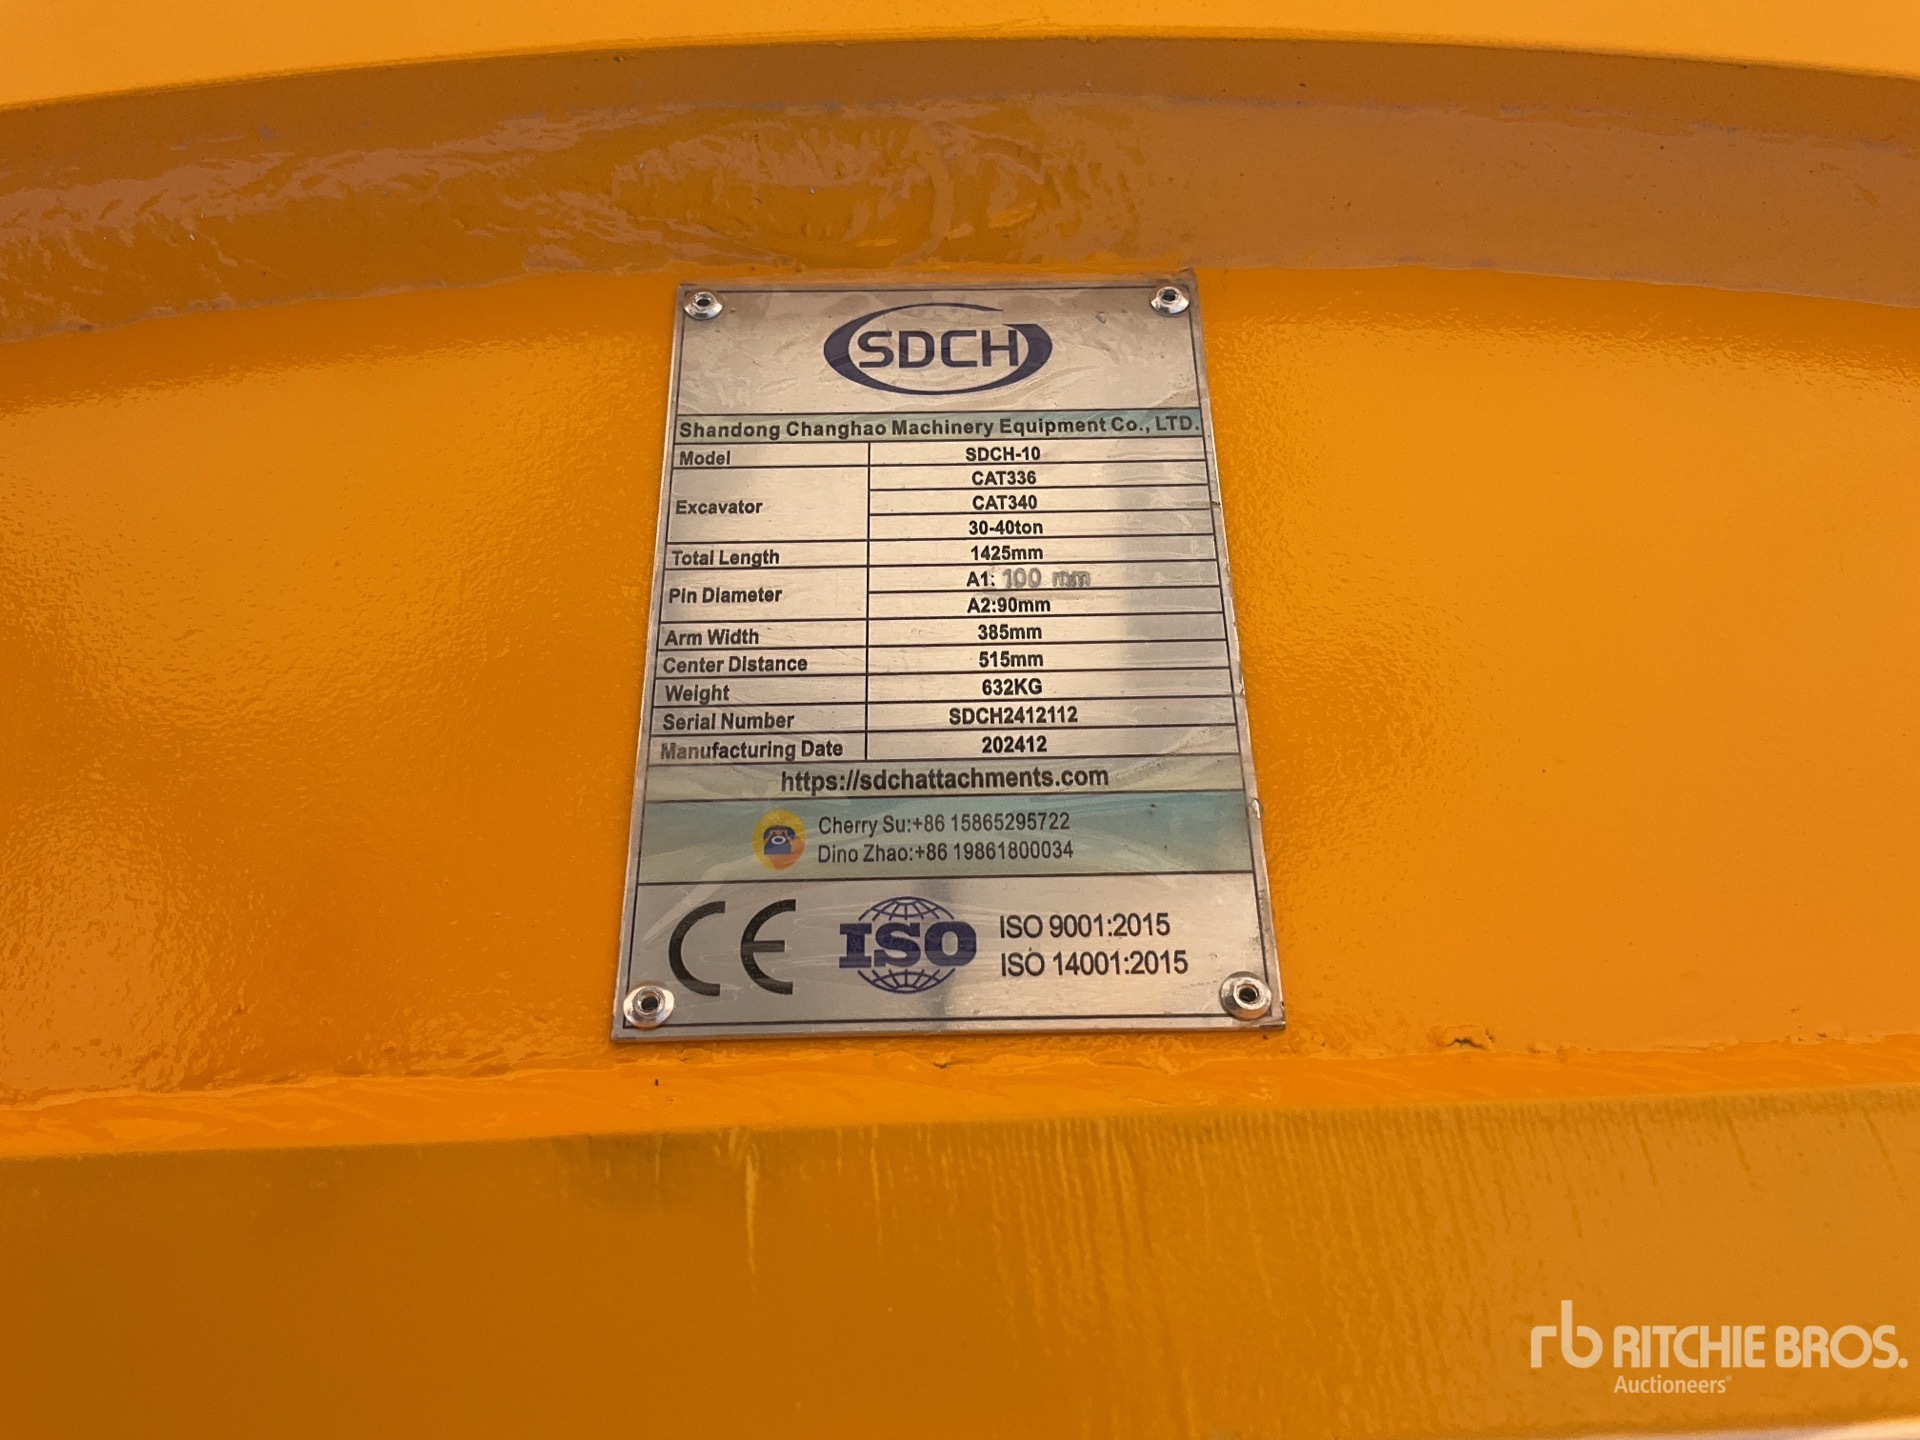 SDCH
Shandong Changhao Machinery Equipment Co., LTD.
Model SDCH-10
Excavator CAT336
CAT340
30-40ton
Total Length 1425mm
Pin Diameter A1: 100 mm
A2:90mm
Arm Width 385mm
Center Distance 515mm
Weight 632KG
Serial Number SDCH2412112
Manufacturing Date 202412
https://sdchattachments.com
Cherry Su:+86 15865295722
Dino Zhao:+86 19861800034
CE ISO ISO 9001:2015
ISO 14001:2015
rb RITCHIE BROS.
Auctioneers